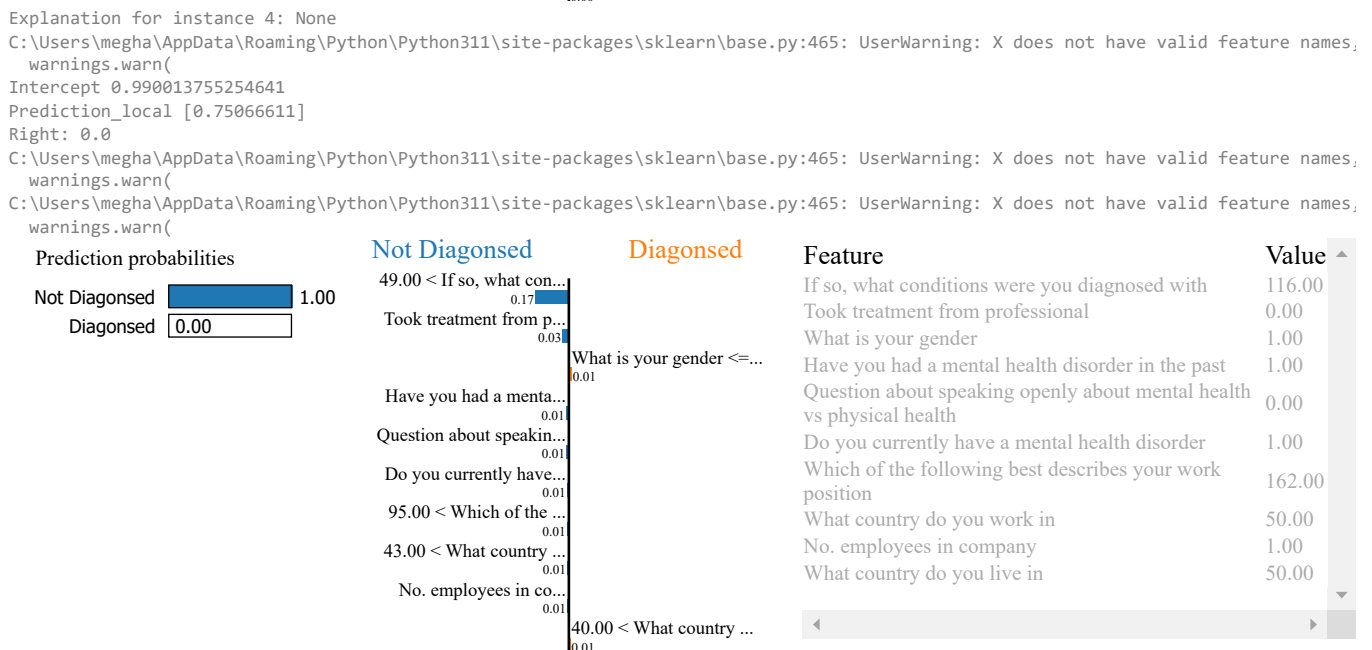 Explanation for instance 4: None
C:\Users\megha\AppData\Roaming\Python\Python311\site-packages\sklearn\base.py:465: UserWarning: X does not have valid feature names,
warnings.warn(
Intercept 0.990013755254641
Prediction_local [0.75066611]
Right: 0.0
C:\Users\megha\AppData\Roaming\Python\Python311\site-packages\sklearn\base.py:465: UserWarning: X does not have valid feature names,
warnings.warn(
C:\Users\megha\AppData\Roaming\Python\Python311\site-packages\sklearn\base.py:465: UserWarning: X does not have valid feature names,
warnings.warn(
Prediction probabilities
Not Diagonsed 1.00
Diagonsed 0.00
Not Diagonsed Diagonsed
49.00 < If so, what con...
0.17
Took treatment from p...
0.03
What is your gender <=...
0.01
Have you had a menta...
0.01
Question about speakin...
0.01
Do you currently have...
0.01
95.00 < Which of the ...
0.01
43.00 < What country ...
0.01
No. employees in co...
0.01
40.00 < What country ...
0.01
Feature Value
If so, what conditions were you diagnosed with 116.00
Took treatment from professional 0.00
What is your gender 1.00
Have you had a mental health disorder in the past 1.00
Question about speaking openly about mental health
vs physical health 0.00
Do you currently have a mental health disorder 1.00
Which of the following best describes your work
position 162.00
What country do you work in 50.00
No. employees in company 1.00
What country do you live in 50.00